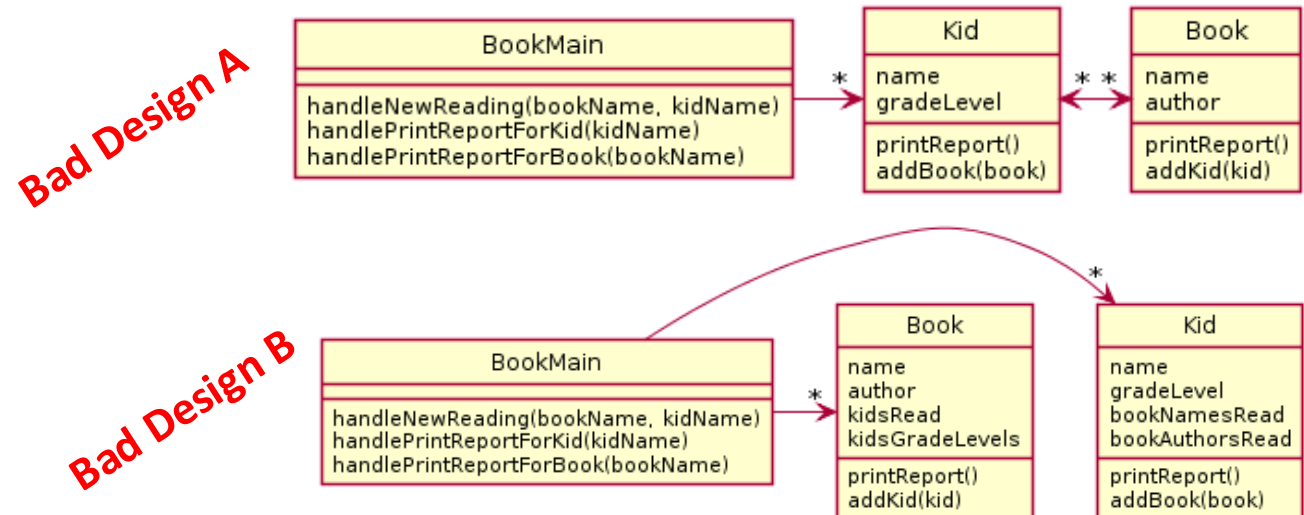 Bad Design A
BookMain
handleNewReading(bookName, kidName)
handlePrintReportForKid(kidName)
handlePrintReportForBook(bookName)
*
Kid
name
gradeLevel
printReport()
addBook(book)
* *
Book
name
author
printReport()
addKid(kid)
Bad Design B
BookMain
handleNewReading(bookName, kidName)
handlePrintReportForKid(kidName)
handlePrintReportForBook(bookName)
*
Book
name
author
kidsRead
kidsGradeLevels
printReport()
addKid(kid)
*
Kid
name
gradeLevel
bookNamesRead
bookAuthorsRead
printReport()
addBook(book)